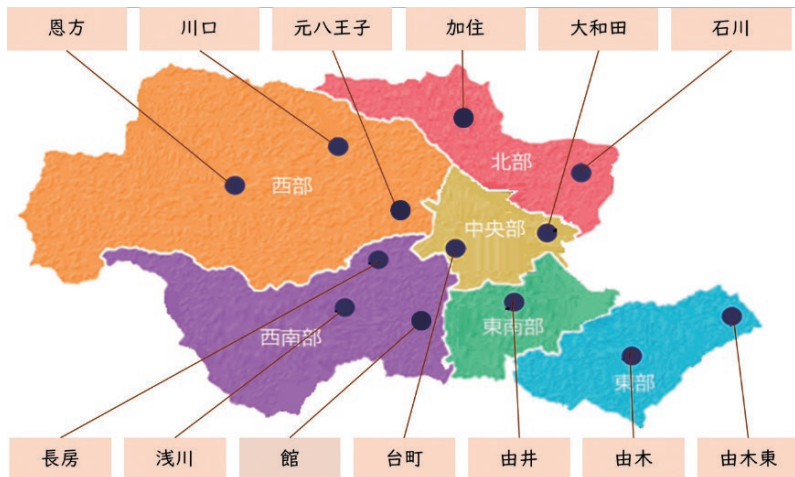 恩方
川口
元八王子
加住
大和田
石川
北部
西部
中央部
東南部
西南部
東部
長房
浅川
館
台町
由井
由木
由木東